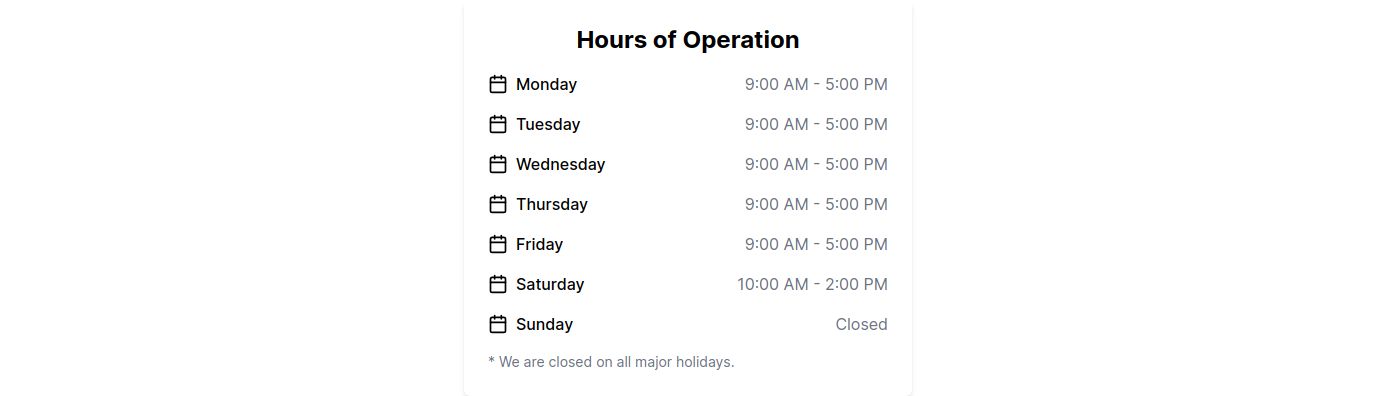 Hours of Operation
Monday 9:00 AM - 5:00 PM
Tuesday 9:00 AM - 5:00 PM
Wednesday 9:00 AM - 5:00 PM
Thursday 9:00 AM - 5:00 PM
Friday 9:00 AM - 5:00 PM
Saturday 10:00 AM - 2:00 PM
Sunday Closed
* We are closed on all major holidays.